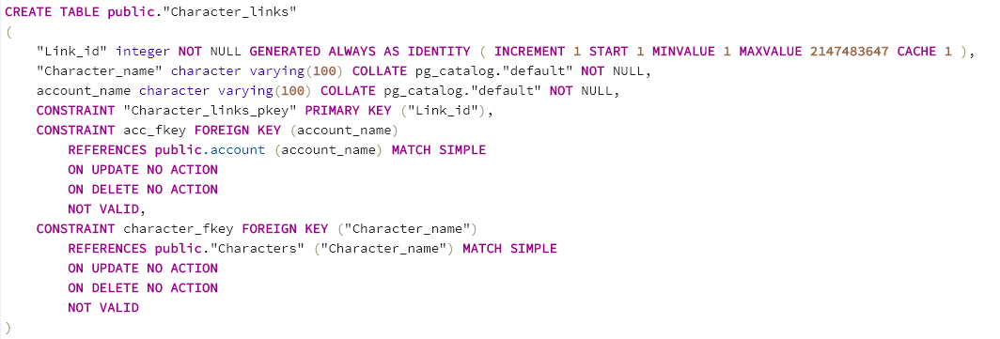 CREATE TABLE public."Character_links"
(
    "Link_id" integer NOT NULL GENERATED ALWAYS AS IDENTITY ( INCREMENT 1 START 1 MINVALUE 1 MAXVALUE 2147483647 CACHE 1 ),
    "Character_name" character varying(100) COLLATE pg_catalog."default" NOT NULL,
    account_name character varying(100) COLLATE pg_catalog."default" NOT NULL,
    CONSTRAINT "Character_links_pkey" PRIMARY KEY ("Link_id"),
    CONSTRAINT acc_fkey FOREIGN KEY (account_name)
        REFERENCES public.account (account_name) MATCH SIMPLE
        ON UPDATE NO ACTION
        ON DELETE NO ACTION
        NOT VALID,
    CONSTRAINT character_fkey FOREIGN KEY ("Character_name")
        REFERENCES public."Characters" ("Character_name") MATCH SIMPLE
        ON UPDATE NO ACTION
        ON DELETE NO ACTION
        NOT VALID
)